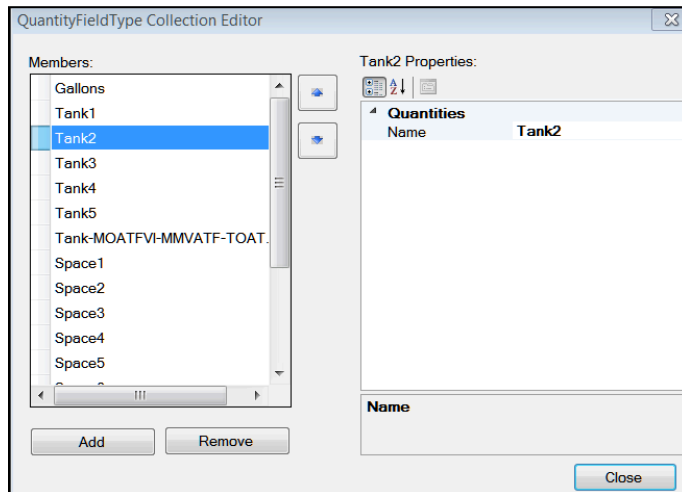 QuantityFieldType Collection Editor
Members:
Gallons
Tank1
Tank2
Tank3
Tank4
Tank5
Tank-MOATFVI-MMVATF-TOAT.
Space1
Space2
Space3
Space4
Space5
Add
Remove
Tank2 Properties:
Quantities
Name Tank2
Name
Close